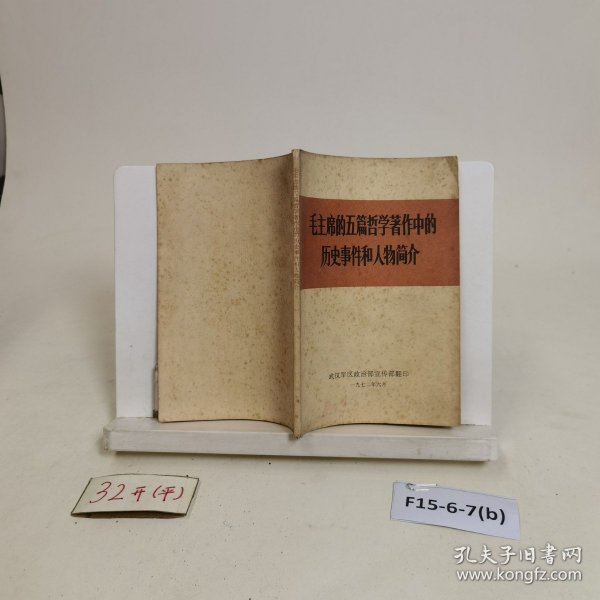 毛主席的五篇哲学著作中的
历史事件和人物简介
武汉军区政治部宣传部翻印
一九七二年六月
32开(平)
F15-6-7(b)
孔夫子旧书网
www.kongfz.com